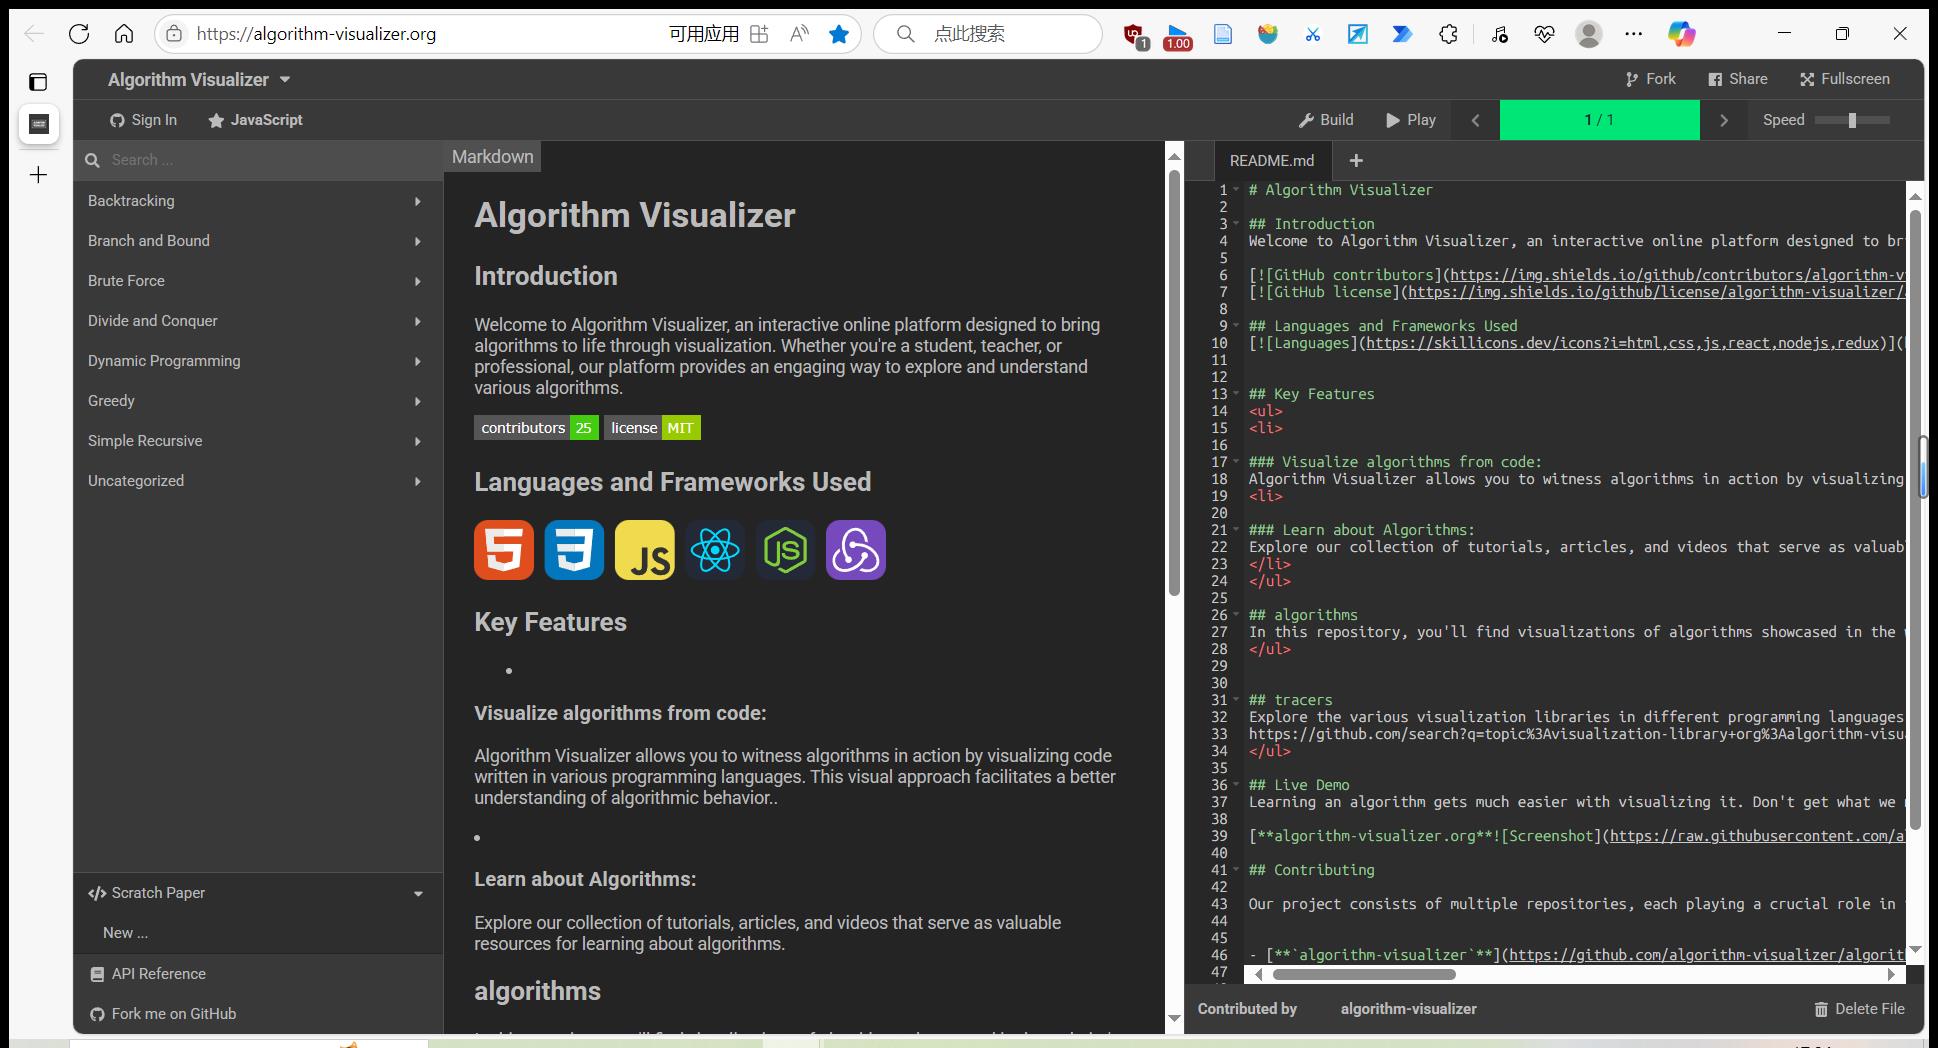 https://algorithm-visualizer.org
可用应用
点此搜索
1
1.00
Algorithm Visualizer
Fork
Share
Fullscreen
Sign In
JavaScript
Build
Play
1 / 1
Speed
Search ...
Backtracking
Branch and Bound
Brute Force
Divide and Conquer
Dynamic Programming
Greedy
Simple Recursive
Uncategorized
Scratch Paper
New ...
API Reference
Fork me on GitHub
Markdown
Algorithm Visualizer
Introduction
Welcome to Algorithm Visualizer, an interactive online platform designed to bring
algorithms to life through visualization. Whether you're a student, teacher, or
professional, our platform provides an engaging way to explore and understand
various algorithms.
contributors 25 license MIT
Languages and Frameworks Used
JS
JS
Key Features
Visualize algorithms from code:
Algorithm Visualizer allows you to witness algorithms in action by visualizing code
written in various programming languages. This visual approach facilitates a better
understanding of algorithmic behavior..
Learn about Algorithms:
Explore our collection of tutorials, articles, and videos that serve as valuable
resources for learning about algorithms.
algorithms
README.md
1 # Algorithm Visualizer
2
3 ## Introduction
4 Welcome to Algorithm Visualizer, an interactive online platform designed to br
5
6 [![GitHub contributors](https://img.shields.io/github/contributors/algorithm-v
7 [![GitHub license](https://img.shields.io/github/license/algorithm-visualizer/
8
9 ## Languages and Frameworks Used
10 [![Languages](https://skillicons.dev/icons?i=html,css,js,react,nodejs,redux)](
11
12
13 ## Key Features
14 <ul>
15 <li>
16
17 ### Visualize algorithms from code:
18 Algorithm Visualizer allows you to witness algorithms in action by visualizing
19 <li>
20
21 ### Learn about Algorithms:
22 Explore our collection of tutorials, articles, and videos that serve as valuab
23 </li>
24 </ul>
25
26 ## algorithms
27 In this repository, you'll find visualizations of algorithms showcased in the
28 </ul>
29
30
31 ## tracers
32 Explore the various visualization libraries in different programming languages
33 https://github.com/search?q=topic%3Avisualization-library+org%3Aalgorithm-visu
34 </ul>
35
36 ## Live Demo
37 Learning an algorithm gets much easier with visualizing it. Don't get what we
38
39 [**algorithm-visualizer.org**![Screenshot](https://raw.githubusercontent.com/a
40
41 ## Contributing
42
43 Our project consists of multiple repositories, each playing a crucial role in
44
45
46 - [**`algorithm-visualizer`**](https://github.com/algorithm-visualizer/algorit
47
Contributed by algorithm-visualizer
Delete File